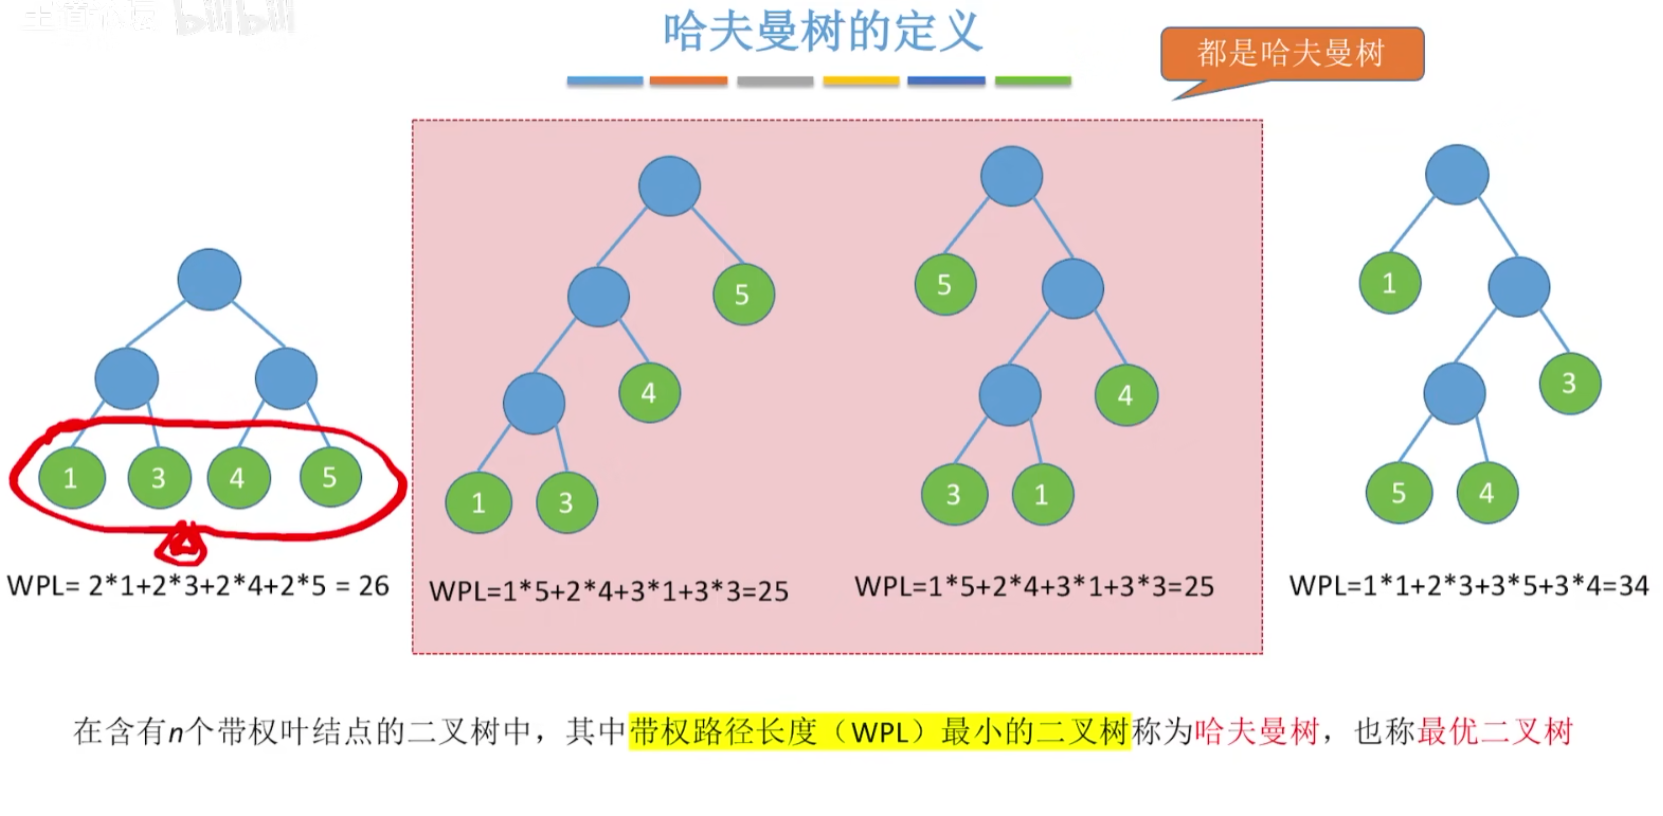 bilibili
哈夫曼树的定义
都是哈夫曼树
1 3 4 5
WPL= 2*1+2*3+2*4+2*5 = 26
5
4
1 3
WPL=1*5+2*4+3*1+3*3=25
5
4
3 1
WPL=1*5+2*4+3*1+3*3=25
1
3
5 4
WPL=1*1+2*3+3*5+3*4=34
在含有n个带权叶结点的二叉树中，其中带权路径长度（WPL）最小的二叉树称为哈夫曼树，也称最优二叉树